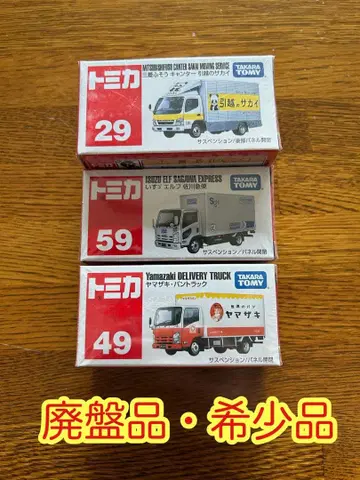 トミカ
29
MITSUBISHI FUSO CANTER SAKAI MOVING SERVICE
三菱ふそう キャンター 引越のサカイ
TAKARA TOMY
引越のサカイ
サスペンション/直接パネル開閉
トミカ
59
ISUZU ELF SAGAWA EXPRESS
いすゞ エルフ 佐川急便
TAKARA TOMY
サスペンション/パネル開閉
トミカ
49
Yamazaki DELIVERY TRUCK
ヤマザキ・パントラック
TAKARA TOMY
ヤマザキ
サスペンション/パネル開閉
廃盤品・希少品